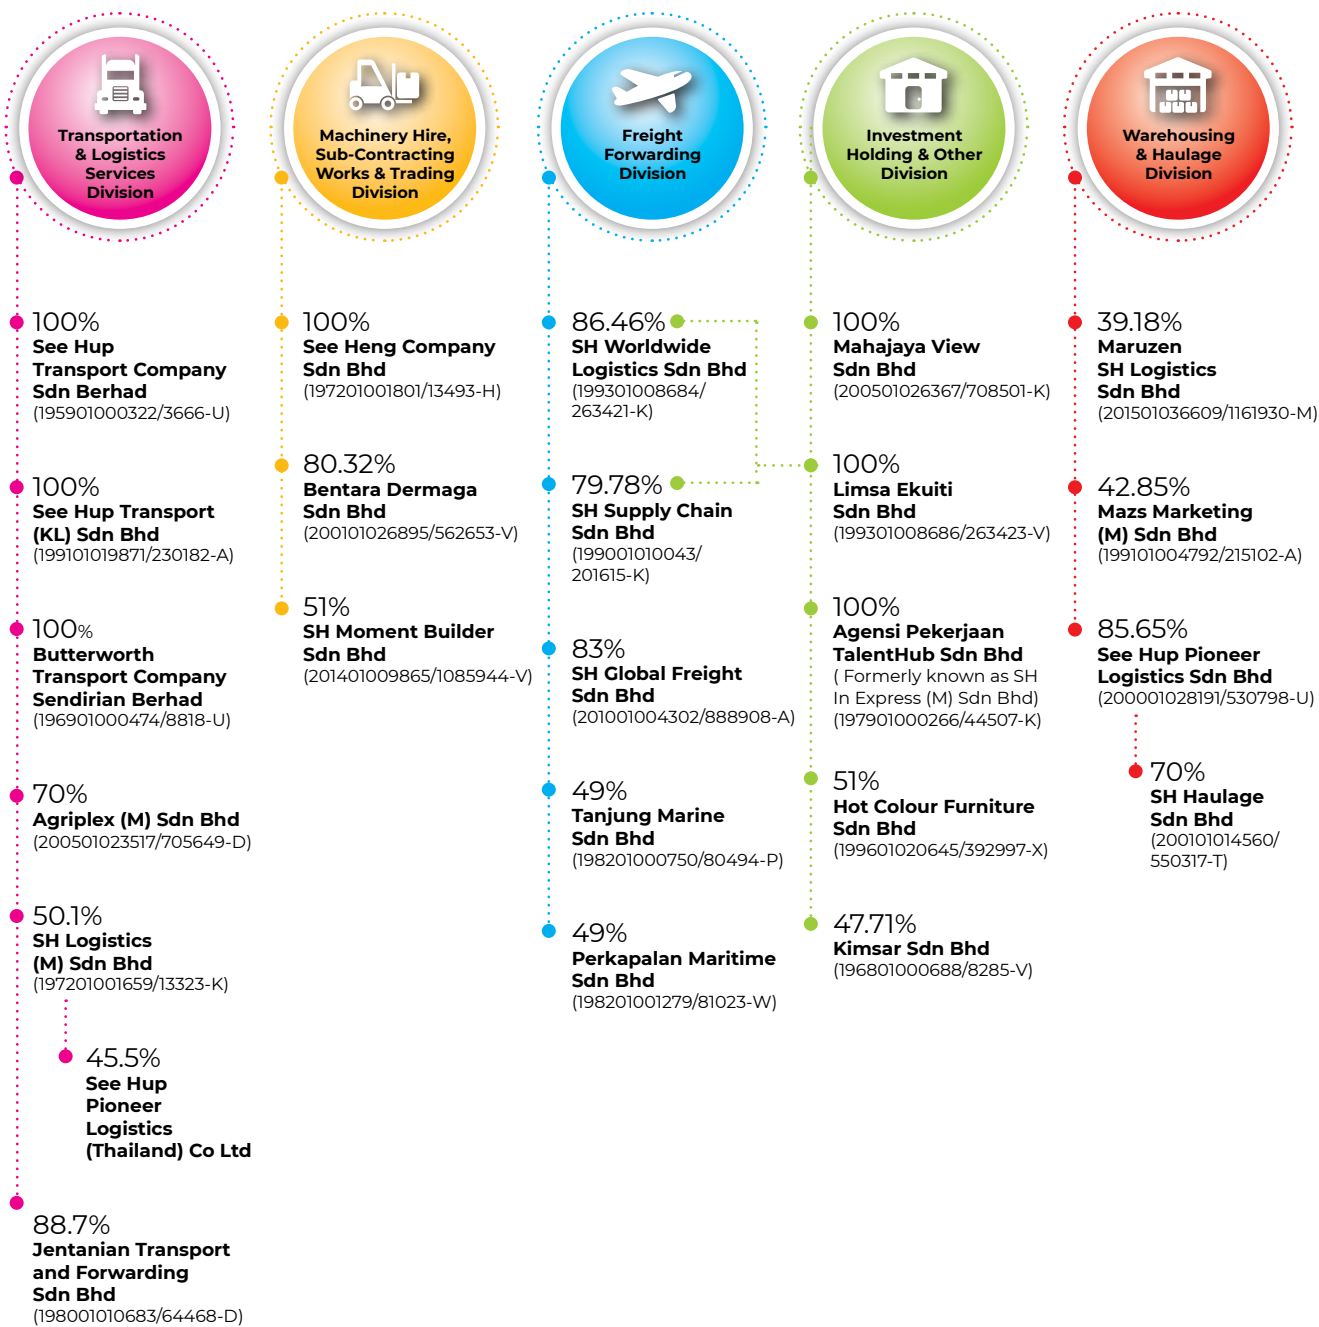 Transportation
& Logistics
Services
Division
100%
See Hup
Transport Company
Sdn Berhad
(195901000322/3666-U)
100%
See Hup Transport
(KL) Sdn Bhd
(199101019871/230182-A)
100%
Butterworth
Transport Company
Sendirian Berhad
(196901000474/8818-U)
70%
Agriplex (M) Sdn Bhd
(200501023517/705649-D)
50.1%
SH Logistics
(M) Sdn Bhd
(197201001659/13323-K)
45.5%
See Hup
Pioneer
Logistics
(Thailand) Co Ltd
88.7%
Jentanian Transport
and Forwarding
Sdn Bhd
(198001010683/64468-D)
Machinery Hire,
Sub-Contracting
Works & Trading
Division
100%
See Heng Company
Sdn Bhd
(197201001801/13493-H)
80.32%
Bentara Dermaga
Sdn Bhd
(200101026895/562653-V)
51%
SH Moment Builder
Sdn Bhd
(201401009865/1085944-V)
Freight
Forwarding
Division
86.46%
SH Worldwide
Logistics Sdn Bhd
(199301008684/
263421-K)
79.78%
SH Supply Chain
Sdn Bhd
(199001010043/
201615-K)
83%
SH Global Freight
Sdn Bhd
(201001004302/888908-A)
49%
Tanjung Marine
Sdn Bhd
(198201000750/80494-P)
49%
Perkapalan Maritime
Sdn Bhd
(198201001279/81023-W)
Investment
Holding & Other
Division
100%
Mahajaya View
Sdn Bhd
(200501026367/708501-K)
100%
Limsa Ekuiti
Sdn Bhd
(199301008686/263423-V)
100%
Agensi Pekerjaan
TalentHub Sdn Bhd
( Formerly known as SH
In Express (M) Sdn Bhd)
(197901000266/44507-K)
51%
Hot Colour Furniture
Sdn Bhd
(199601020645/392997-X)
47.71%
Kimsar Sdn Bhd
(196801000688/8285-V)
Warehousing
& Haulage
Division
39.18%
Maruzen
SH Logistics
Sdn Bhd
(201501036609/1161930-M)
42.85%
Mazs Marketing
(M) Sdn Bhd
(199101004792/215102-A)
85.65%
See Hup Pioneer
Logistics Sdn Bhd
(200001028191/530798-U)
70%
SH Haulage
Sdn Bhd
(200101014560/
550317-T)